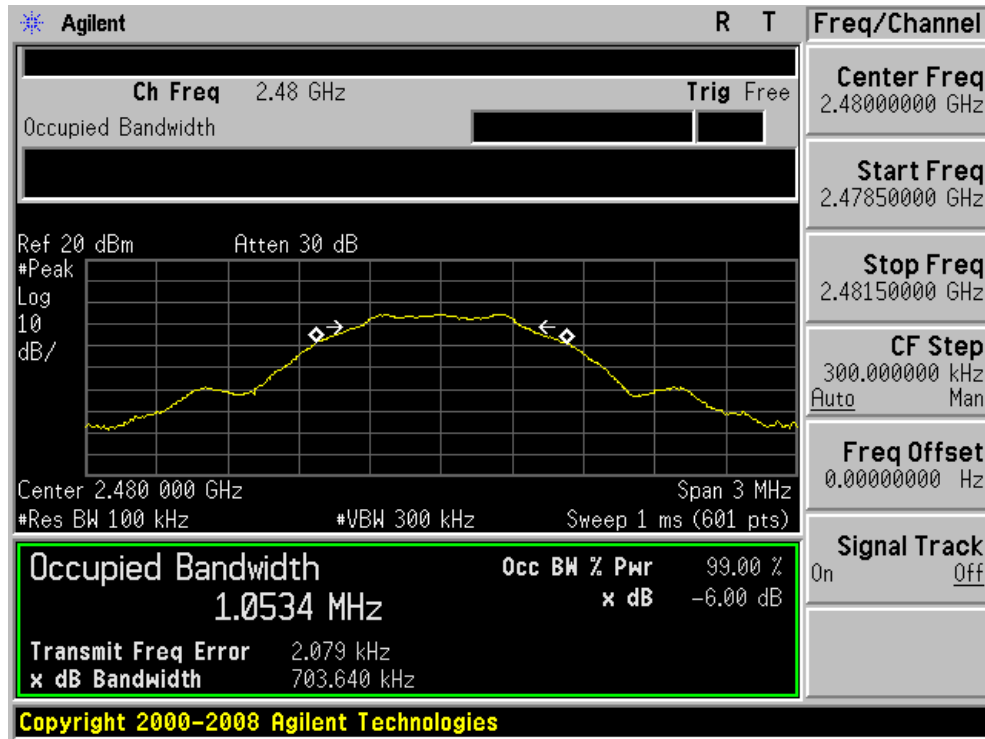 Agilent R T
Ch Freq 2.48 GHz Trig Free
Occupied Bandwidth
Ref 20 dBm Atten 30 dB
#Peak
Log
10
dB/
Center 2.480 000 GHz Span 3 MHz
#Res BW 100 kHz #VBW 300 kHz Sweep 1 ms (601 pts)
Occupied Bandwidth Occ BW % Pwr 99.00 %
1.0534 MHz x dB -6.00 dB
Transmit Freq Error 2.079 kHz
x dB Bandwidth 703.640 kHz
Copyright 2000-2008 Agilent Technologies
Freq/Channel
Center Freq
2.48000000 GHz
Start Freq
2.47850000 GHz
Stop Freq
2.48150000 GHz
CF Step
300.000000 kHz
Auto Man
Freq Offset
0.00000000 Hz
Signal Track
On Off